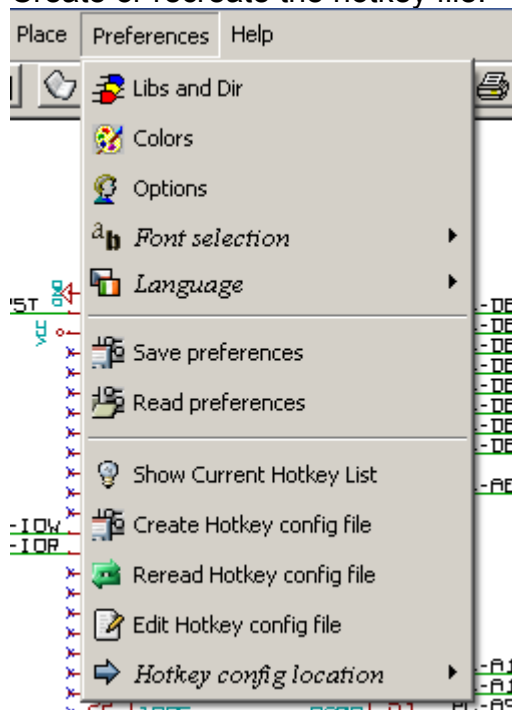 Create or recreate the hotkey file.
Place Preferences Help
Libs and Dir
Colors
Options
Font selection
Language
VCC
Save preferences
Read preferences
Show Current Hotkey List
-IOW
Create Hotkey config file
-IOR
Reread Hotkey config file
Edit Hotkey config file
Hotkey config location